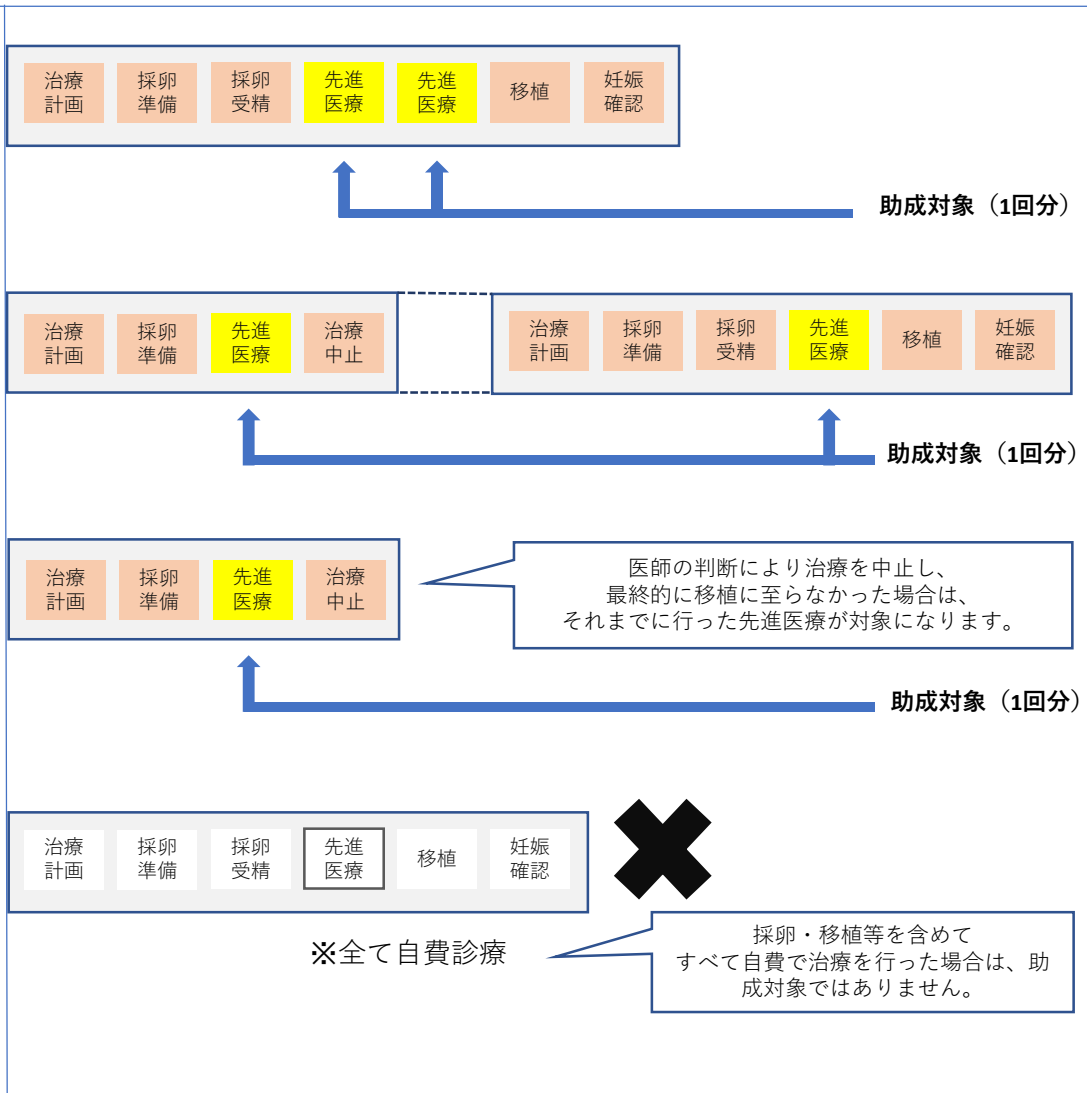 治療
計画
採卵
準備
採卵
受精
先進
医療
先進
医療
移植
妊娠
確認
助成対象（1回分）
治療
計画
採卵
準備
先進
医療
治療
中止
治療
計画
採卵
準備
採卵
受精
先進
医療
移植
妊娠
確認
助成対象（1回分）
治療
計画
採卵
準備
先進
医療
治療
中止
医師の判断により治療を中止し、
最終的に移植に至らなかった場合は、
それまでに行った先進医療が対象になります。
助成対象（1回分）
治療
計画
採卵
準備
採卵
受精
先進
医療
移植
妊娠
確認
※全て自費診療
採卵・移植等を含めて
すべて自費で治療を行った場合は、助
成対象ではありません。